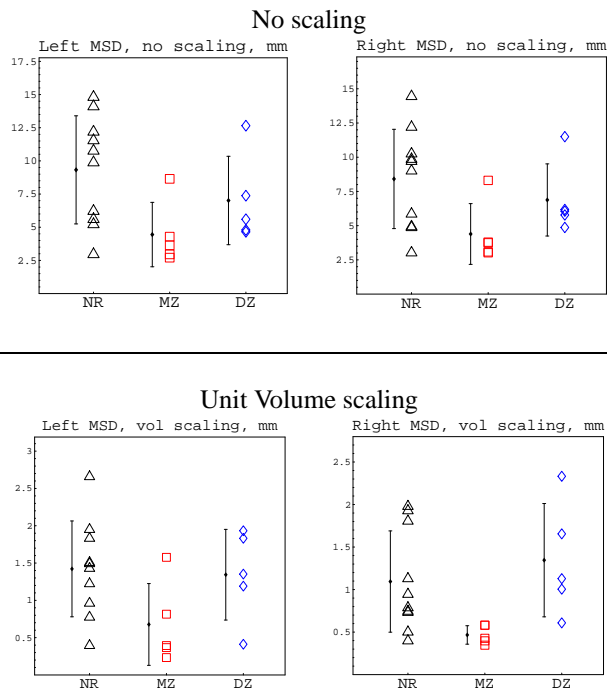 No scaling
Left MSD, no scaling, mm
17.5
15
12.5
10
7.5
5
2.5
NR MZ DZ
Right MSD, no scaling, mm
15
12.5
10
7.5
5
2.5
NR MZ DZ
Unit Volume scaling
Left MSD, vol scaling, mm
3
2.5
2
1.5
1
0.5
NR MZ DZ
Right MSD, vol scaling, mm
2.5
2
1.5
1
0.5
NR MZ DZ